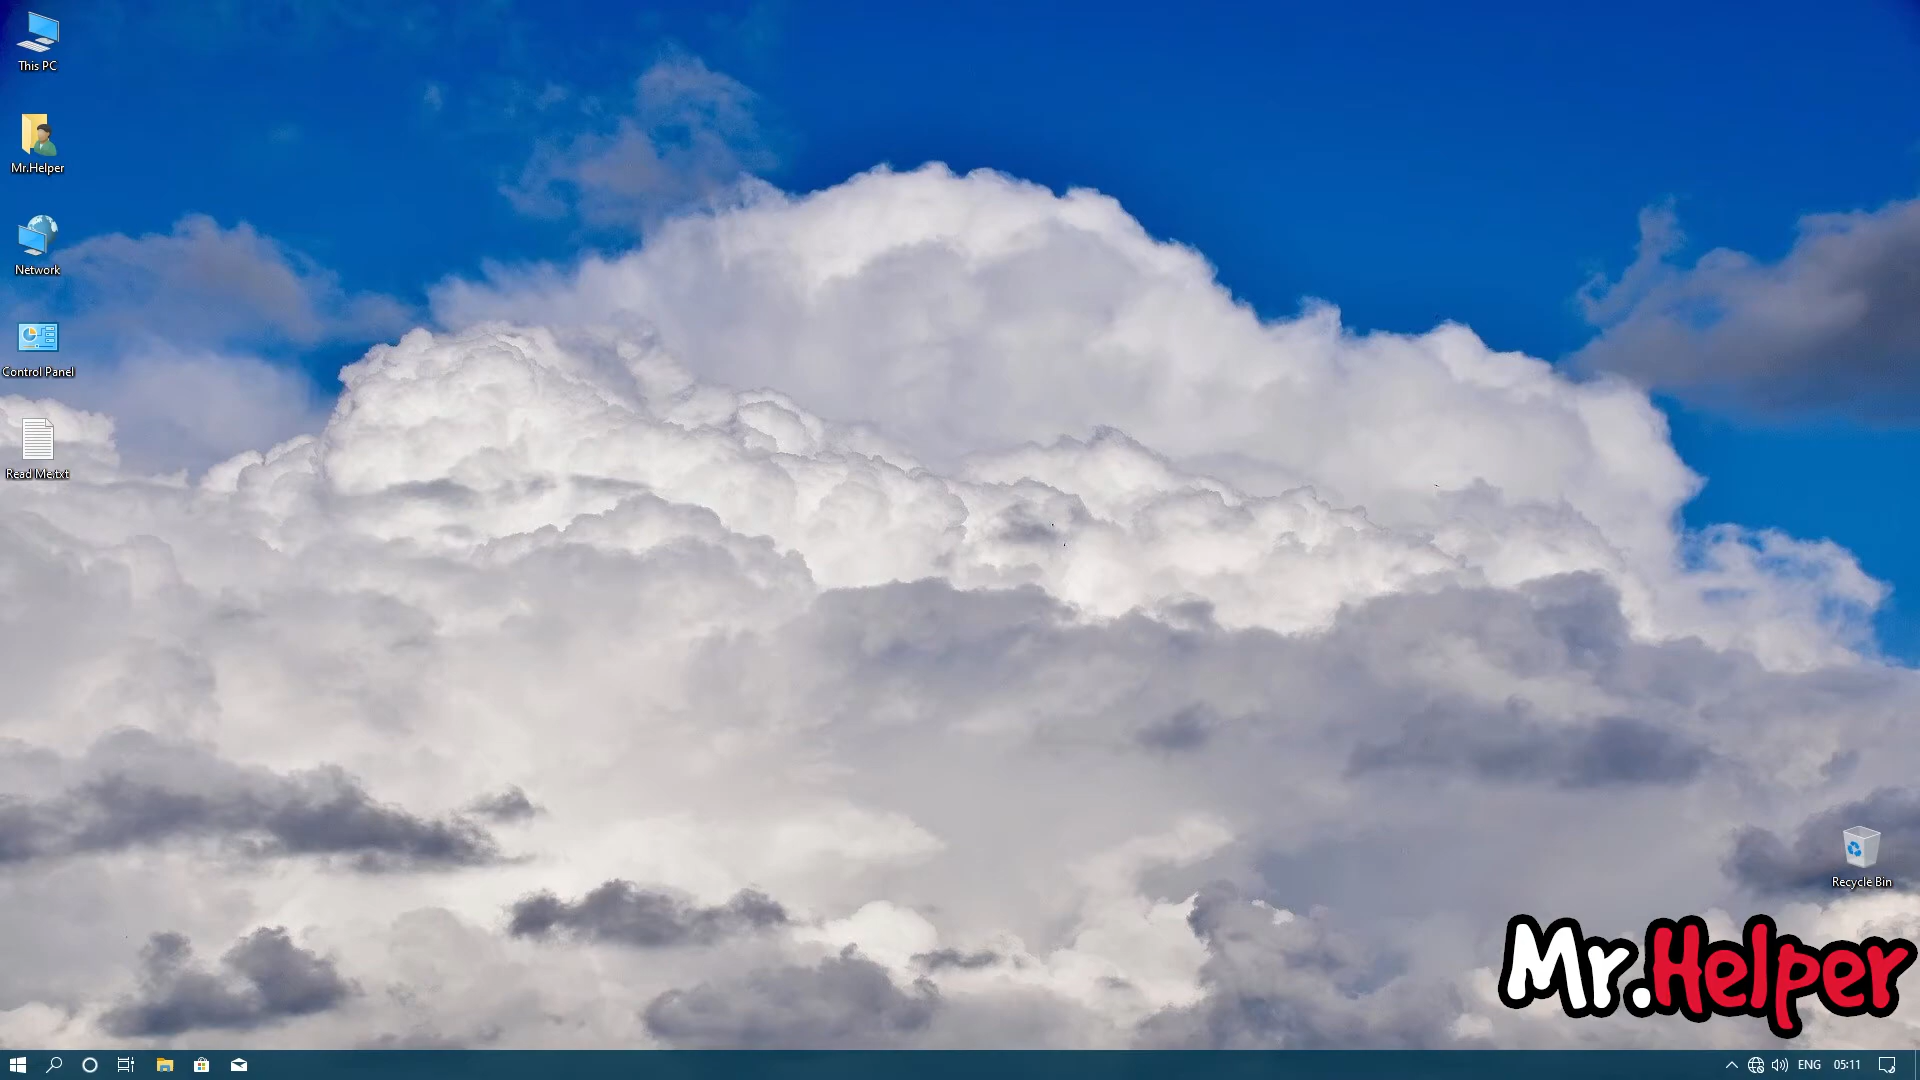 This PC
Mr.Helper
Network
Control Panel
Read Me.txt
Recycle Bin
Mr.Helper
ENG 05:11